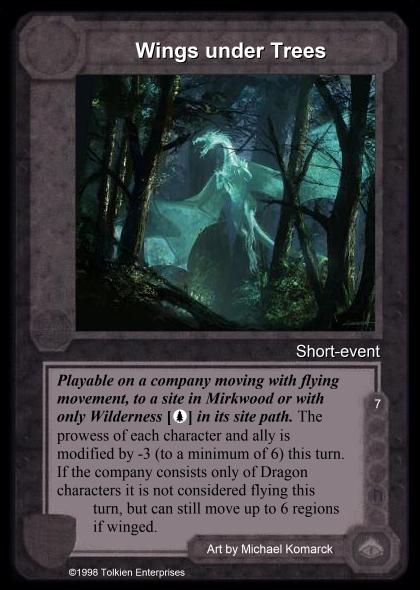 Wings under Trees
Short-event
Playable on a company moving with flying
movement, to a site in Mirkwood or with
only Wilderness [ ] in its site path. The
prowess of each character and ally is
modified by -3 (to a minimum of 6) this turn.
If the company consists only of Dragon
characters it is not considered flying this
turn, but can still move up to 6 regions
if winged.
7
Art by Michael Komarck
©1998 Tolkien Enterprises